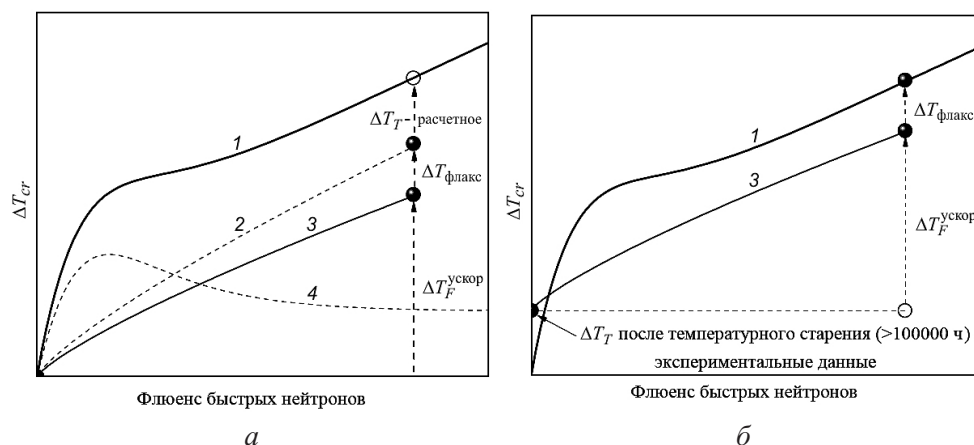 ΔT_cr
1
2
3
4
ΔT_T – расчетное
ΔT_флакс
ΔT_F^ускор
Флюенс быстрых нейтронов
а
ΔT_cr
1
3
ΔT_флакс
ΔT_F^ускор
ΔT_T после температурного старения (>100000 ч)
экспериментальные данные
Флюенс быстрых нейтронов
б